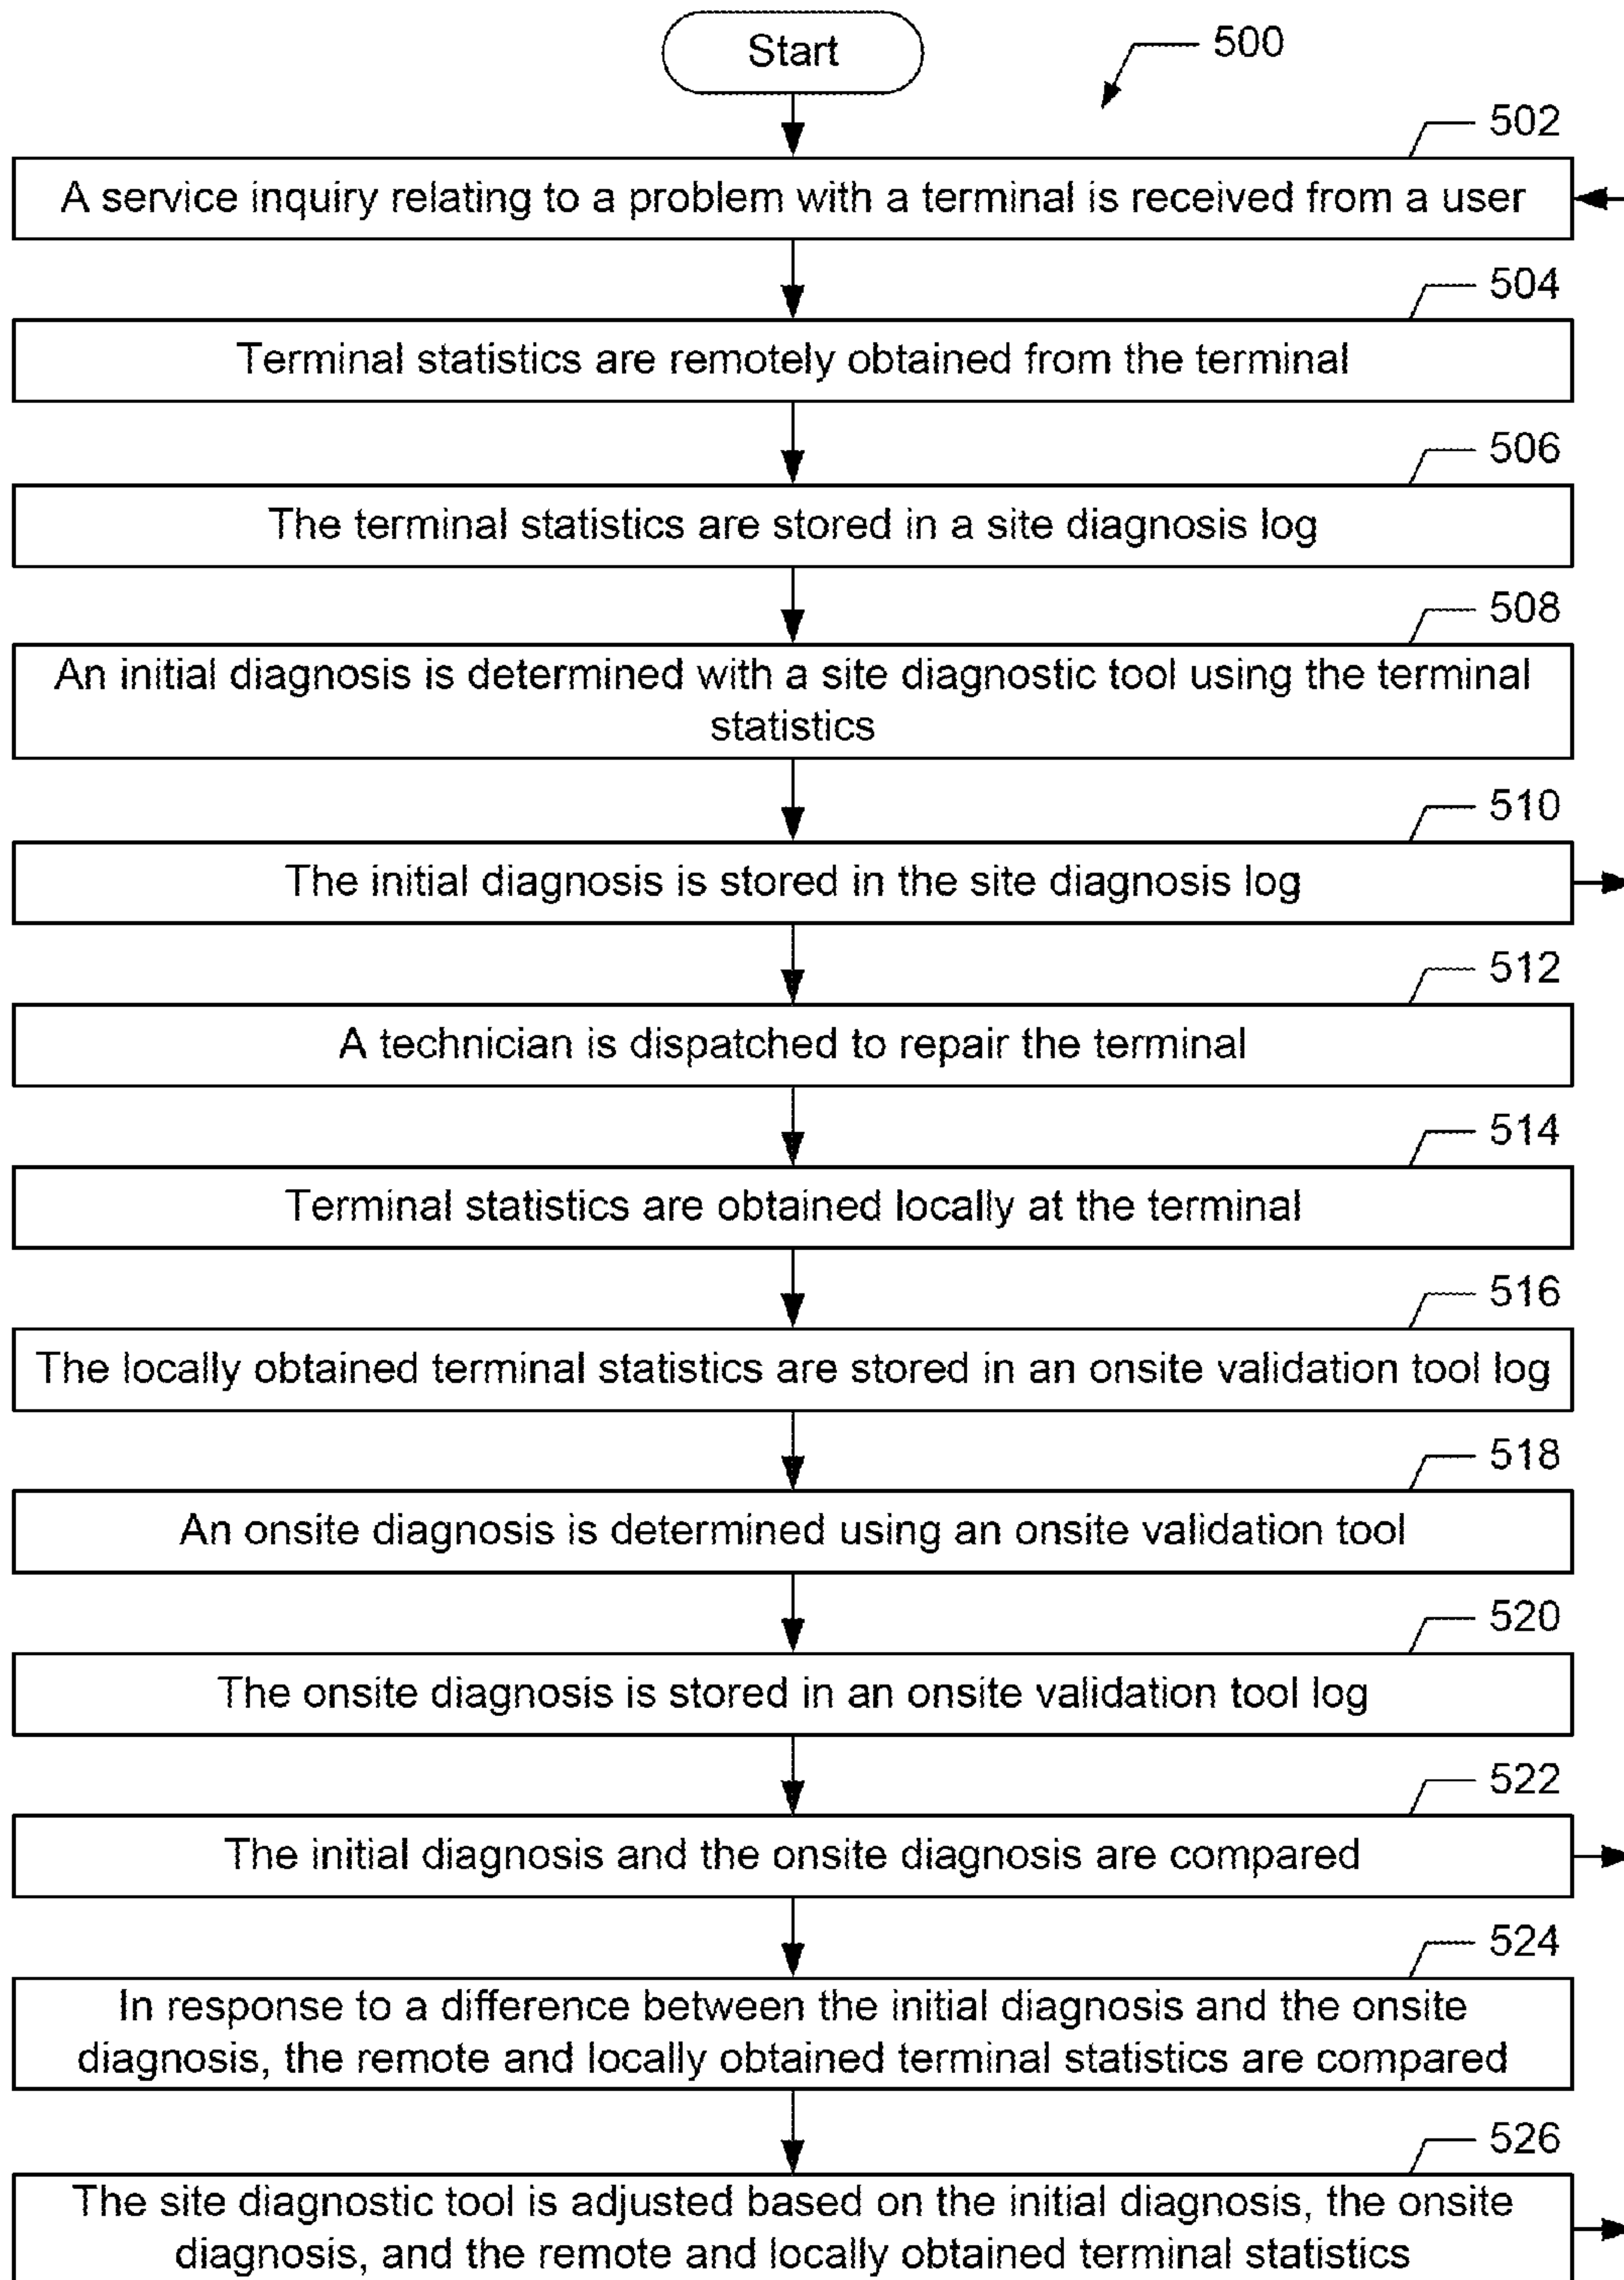 Start
500
502
A service inquiry relating to a problem with a terminal is received from a user
504
Terminal statistics are remotely obtained from the terminal
506
The terminal statistics are stored in a site diagnosis log
508
An initial diagnosis is determined with a site diagnostic tool using the terminal
statistics
510
The initial diagnosis is stored in the site diagnosis log
512
A technician is dispatched to repair the terminal
514
Terminal statistics are obtained locally at the terminal
516
The locally obtained terminal statistics are stored in an onsite validation tool log
518
An onsite diagnosis is determined using an onsite validation tool
520
The onsite diagnosis is stored in an onsite validation tool log
522
The initial diagnosis and the onsite diagnosis are compared
524
In response to a difference between the initial diagnosis and the onsite
diagnosis, the remote and locally obtained terminal statistics are compared
526
The site diagnostic tool is adjusted based on the initial diagnosis, the onsite
diagnosis, and the remote and locally obtained terminal statistics